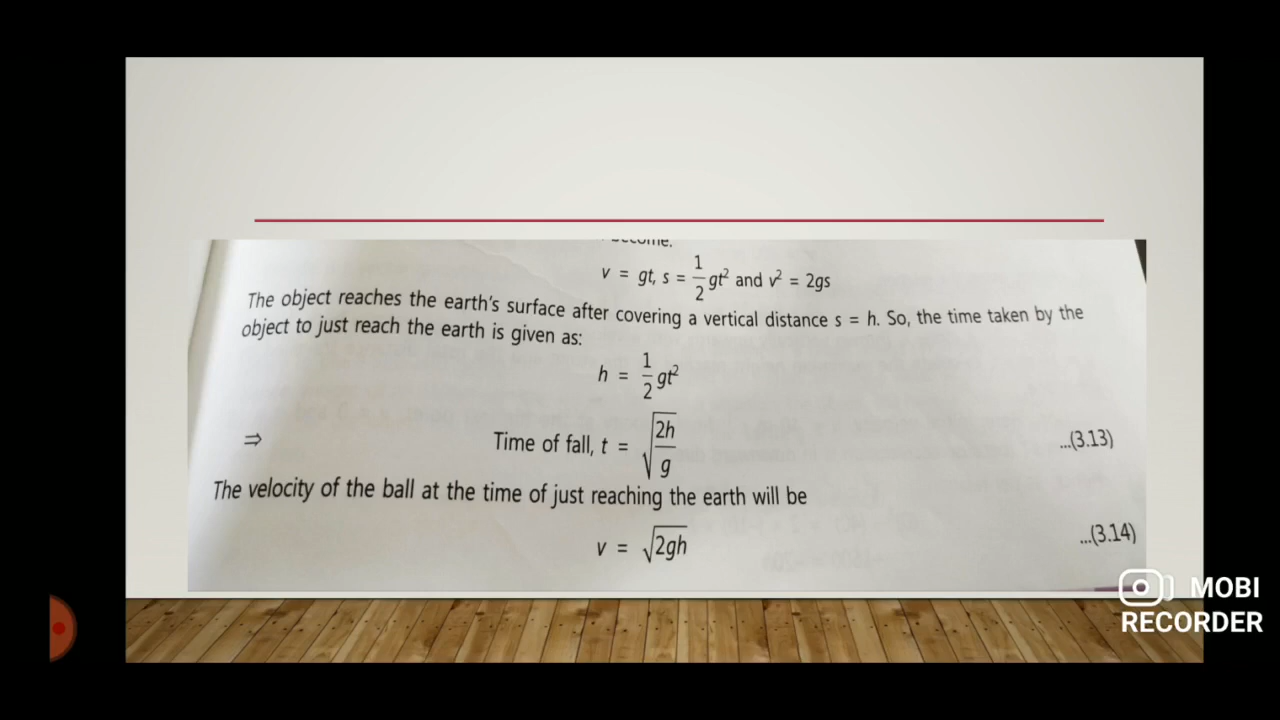 become:
v = gt, s = 1/2 gt² and v² = 2gs
The object reaches the earth's surface after covering a vertical distance s = h. So, the time taken by the
object to just reach the earth is given as:
h = 1/2 gt²
⇒ Time of fall, t = √(2h/g) ...(3.13)
The velocity of the ball at the time of just reaching the earth will be
v = √2gh ...(3.14)
MOBI
RECORDER